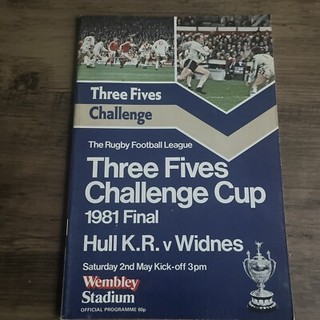 Three Fives
Challenge
The Rugby Football League
Three Fives
Challenge Cup
1981 Final
Hull K.R. v Widnes
Saturday 2nd May Kick-off 3pm
Wembley
Stadium
OFFICIAL PROGRAMME 60p